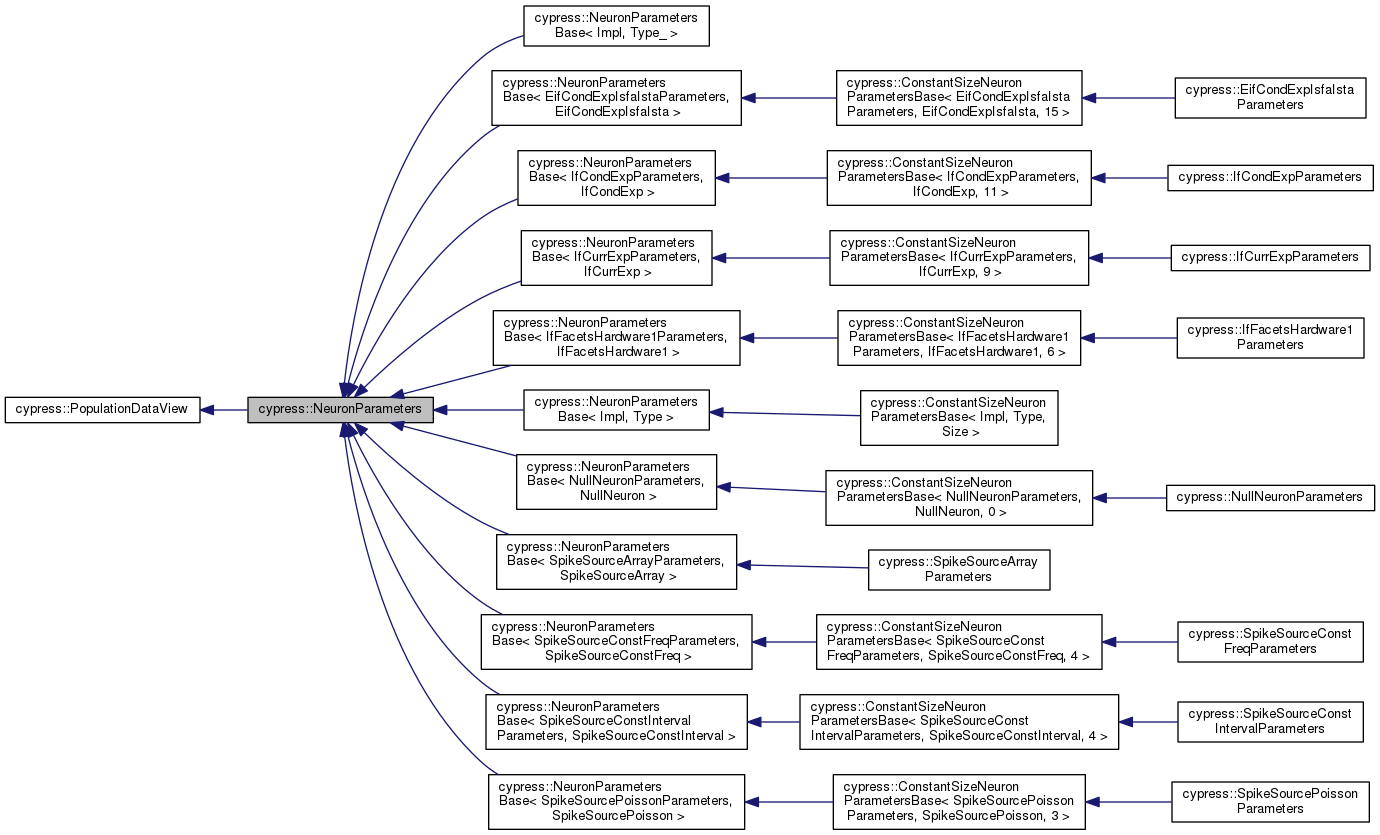 cypress::PopulationDataView
cypress::NeuronParameters
cypress::NeuronParameters
Base< Impl, Type_ >
cypress::NeuronParameters
Base< EifCondExpIsfaIstaParameters,
EifCondExpIsfaIsta >
cypress::ConstantSizeNeuron
ParametersBase< EifCondExpIsfaIsta
Parameters, EifCondExpIsfaIsta, 15 >
cypress::EifCondExpIsfaIsta
Parameters
cypress::NeuronParameters
Base< IfCondExpParameters,
IfCondExp >
cypress::ConstantSizeNeuron
ParametersBase< IfCondExpParameters,
IfCondExp, 11 >
cypress::IfCondExpParameters
cypress::NeuronParameters
Base< IfCurrExpParameters,
IfCurrExp >
cypress::ConstantSizeNeuron
ParametersBase< IfCurrExpParameters,
IfCurrExp, 9 >
cypress::IfCurrExpParameters
cypress::NeuronParameters
Base< IfFacetsHardware1Parameters,
IfFacetsHardware1 >
cypress::ConstantSizeNeuron
ParametersBase< IfFacetsHardware1
Parameters, IfFacetsHardware1, 6 >
cypress::IfFacetsHardware1
Parameters
cypress::NeuronParameters
Base< Impl, Type >
cypress::ConstantSizeNeuron
ParametersBase< Impl, Type,
Size >
cypress::NeuronParameters
Base< NullNeuronParameters,
NullNeuron >
cypress::ConstantSizeNeuron
ParametersBase< NullNeuronParameters,
NullNeuron, 0 >
cypress::NullNeuronParameters
cypress::NeuronParameters
Base< SpikeSourceArrayParameters,
SpikeSourceArray >
cypress::SpikeSourceArray
Parameters
cypress::NeuronParameters
Base< SpikeSourceConstFreqParameters,
SpikeSourceConstFreq >
cypress::ConstantSizeNeuron
ParametersBase< SpikeSourceConst
FreqParameters, SpikeSourceConstFreq, 4 >
cypress::SpikeSourceConst
FreqParameters
cypress::NeuronParameters
Base< SpikeSourceConstInterval
Parameters, SpikeSourceConstInterval >
cypress::ConstantSizeNeuron
ParametersBase< SpikeSourceConst
IntervalParameters, SpikeSourceConstInterval, 4 >
cypress::SpikeSourceConst
IntervalParameters
cypress::NeuronParameters
Base< SpikeSourcePoissonParameters,
SpikeSourcePoisson >
cypress::ConstantSizeNeuron
ParametersBase< SpikeSourcePoisson
Parameters, SpikeSourcePoisson, 3 >
cypress::SpikeSourcePoisson
Parameters